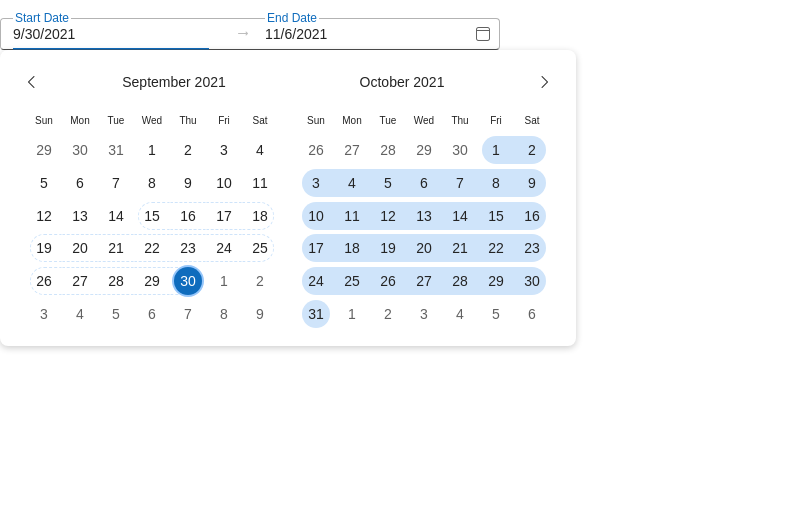 Start Date End Date
9/30/2021 → 11/6/2021
September 2021 October 2021
Sun Mon Tue Wed Thu Fri Sat Sun Mon Tue Wed Thu Fri Sat
29 30 31 1 2 3 4 26 27 28 29 30 1 2
5 6 7 8 9 10 11 3 4 5 6 7 8 9
12 13 14 15 16 17 18 10 11 12 13 14 15 16
19 20 21 22 23 24 25 17 18 19 20 21 22 23
26 27 28 29 30 1 2 24 25 26 27 28 29 30
3 4 5 6 7 8 9 31 1 2 3 4 5 6